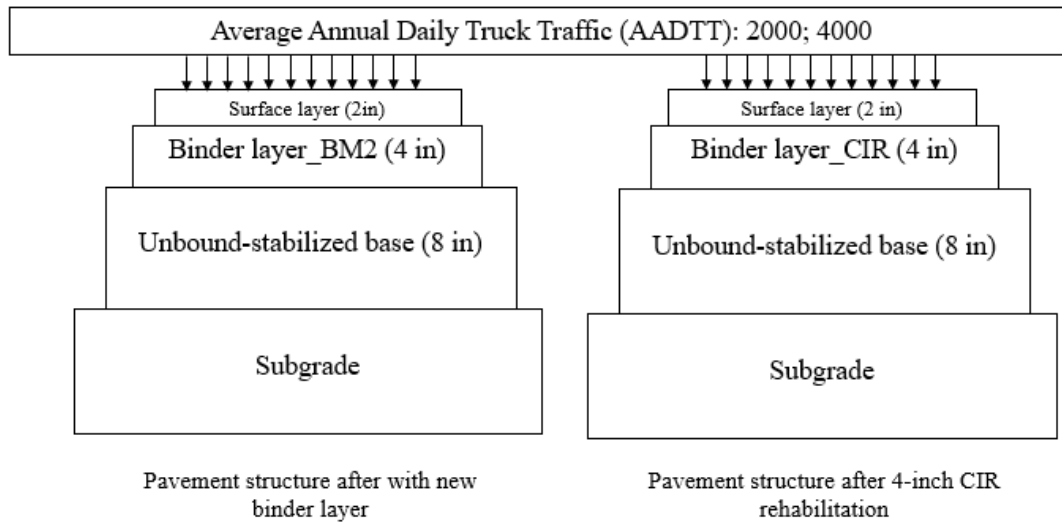 Average Annual Daily Truck Traffic (AADTT): 2000; 4000
Surface layer (2in)
Binder layer_BM2 (4 in)
Unbound-stabilized base (8 in)
Subgrade
Pavement structure after with new
binder layer
Surface layer (2 in)
Binder layer_CIR (4 in)
Unbound-stabilized base (8 in)
Subgrade
Pavement structure after 4-inch CIR
rehabilitation